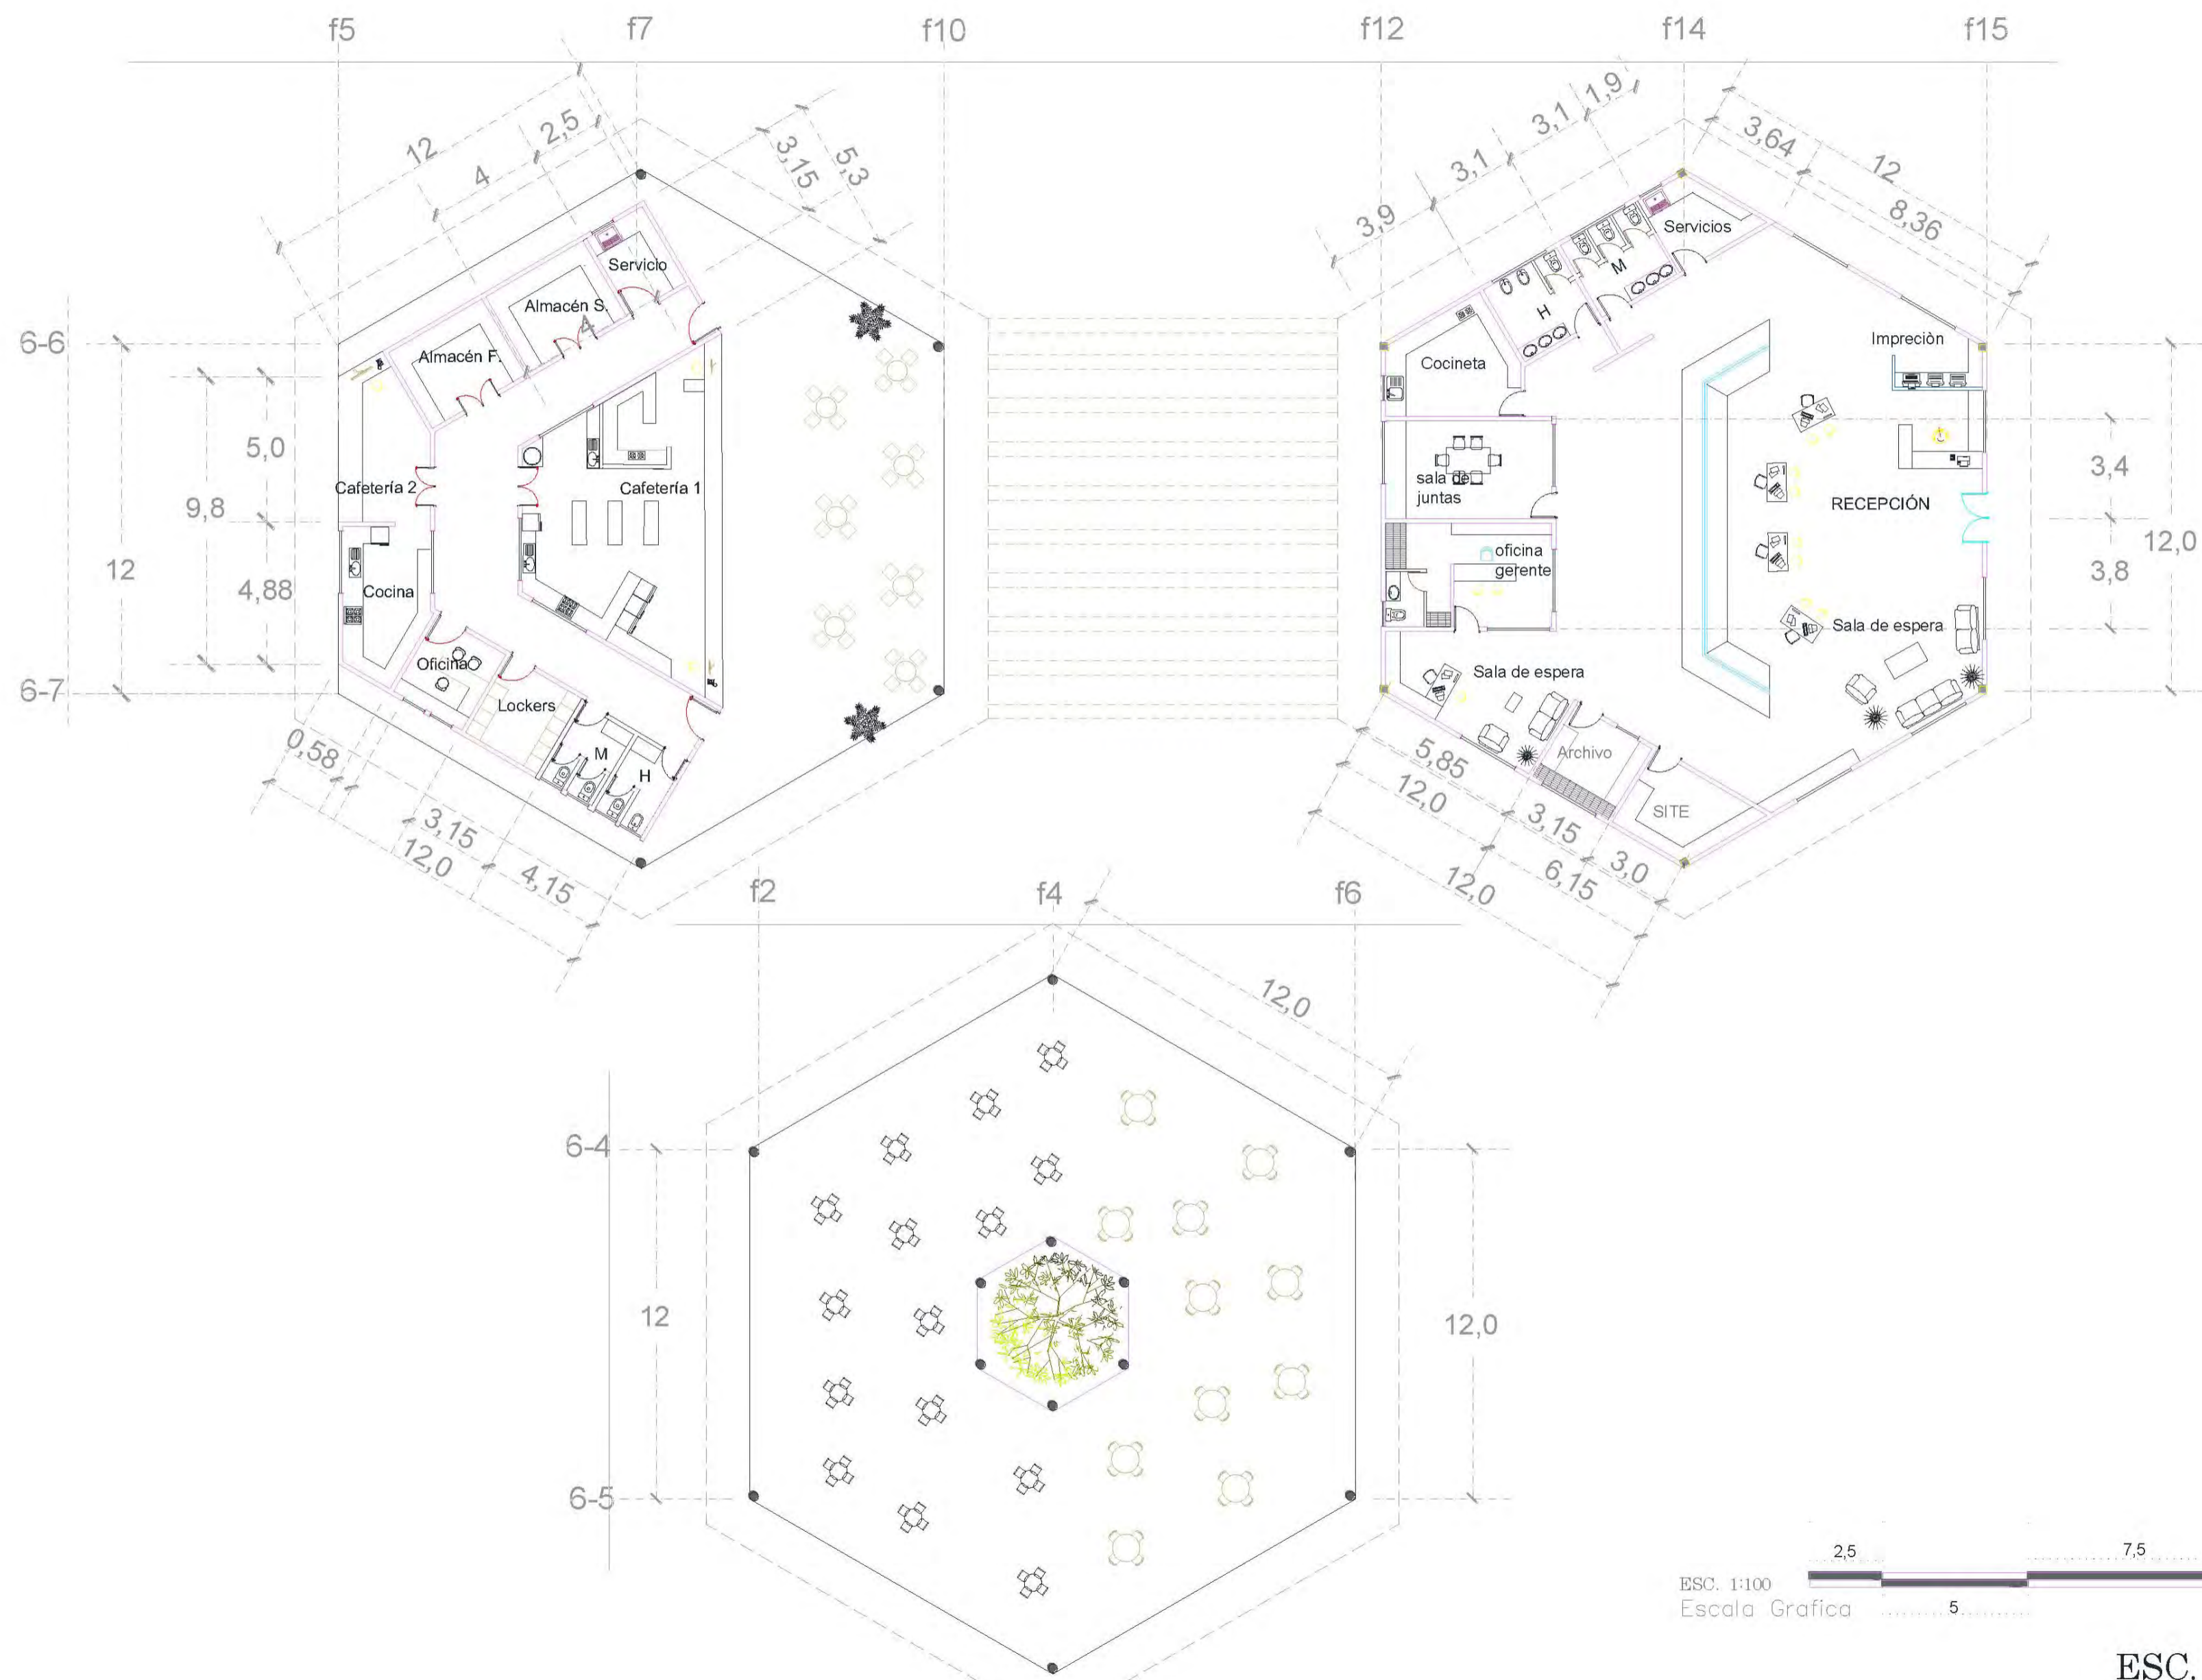 f5
f7
f10
f12
f14
f15
12
4
2,5
3,15
5,3
3,9
3,1
3,1
1,9
3,64
12
8,36
Servicio
Almacén S.
4
Almacén F.
Servicios
M
H
Cocineta
Impreciòn
6-6
6-7
5,0
9,8
12
4,88
Cafetería 2
Cafetería 1
Cocina
Oficina
Lockers
M
H
sala de
juntas
oficina
gerente
RECEPCIÓN
Sala de espera
Sala de espera
Archivo
SITE
3,4
12,0
3,8
0,58
3,15
12,0
4,15
5,85
12,0
3,15
3,0
12,0
6,15
f2
f4
f6
12,0
6-4
6-5
12
12,0
2,5
7,5
ESC. 1:100
Escala Grafica
5
ESC.